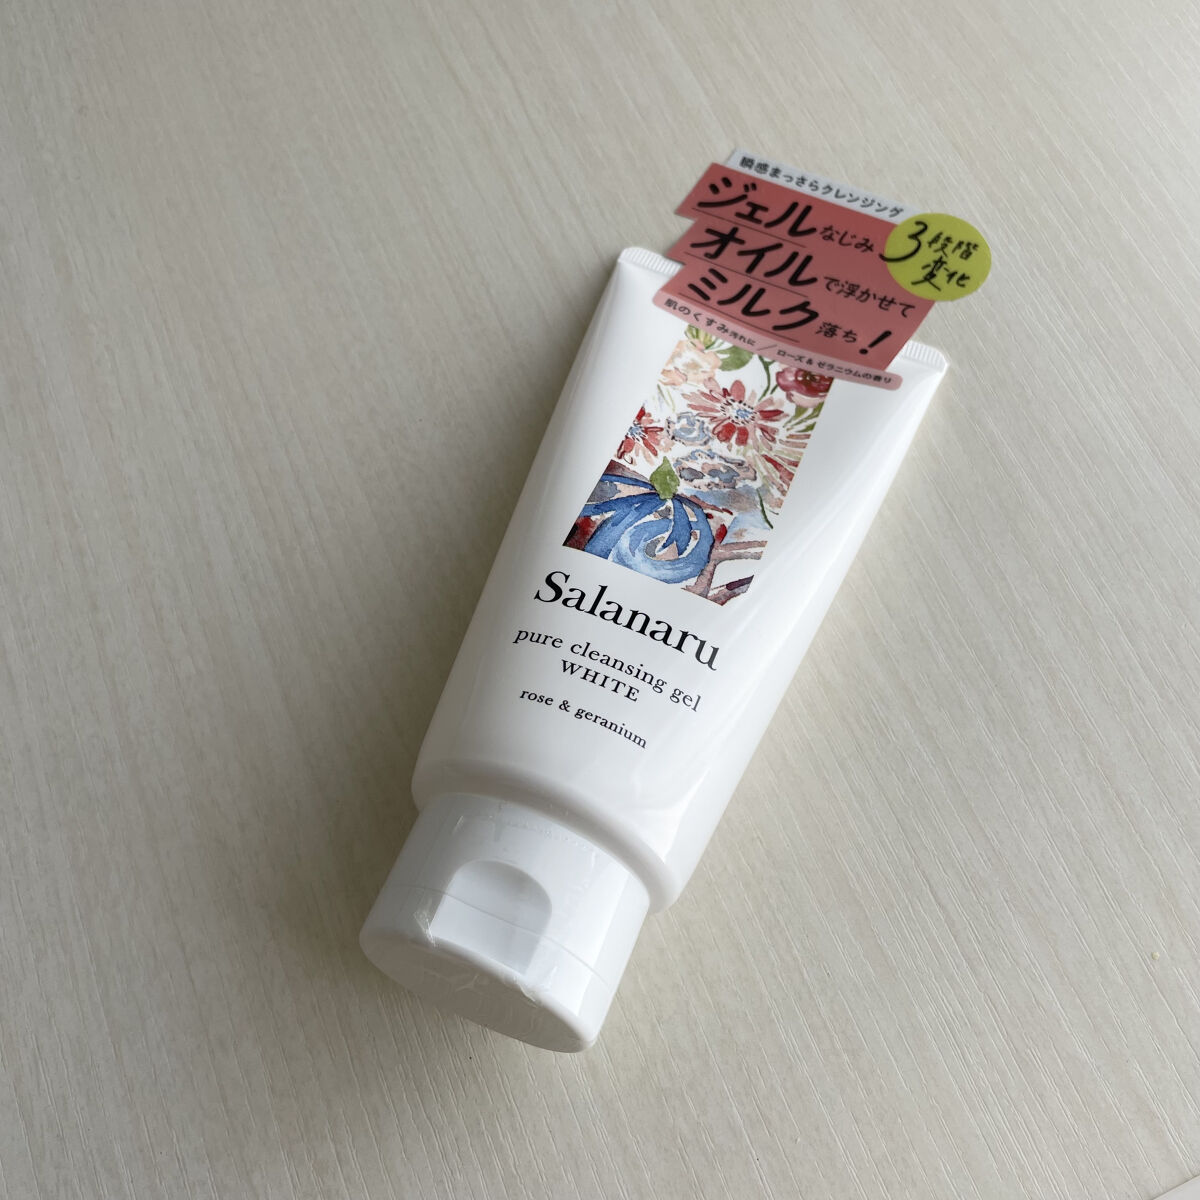 瞬感まっさらクレンジング
ジェルなじみ
オイルで浮かせて
ミルク落ち!
3段階
変化
肌のくすみ汚れに/ローズ&ゼラニウムの香り
Salanaru
pure cleansing gel
WHITE
rose & geranium